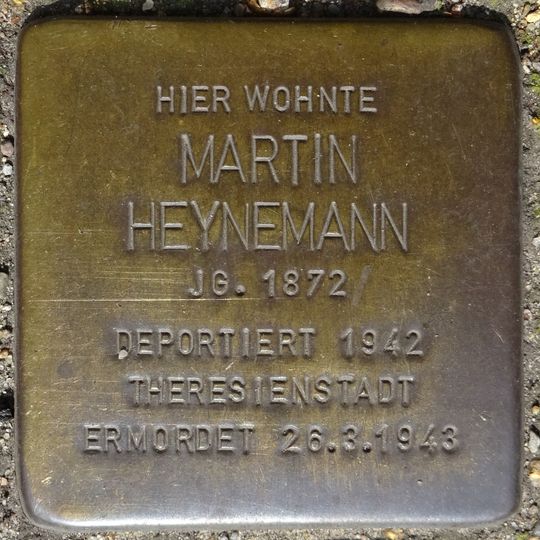 HIER WOHNTE
MARTIN
HEYNEMANN
JG. 1872
DEPORTIERT 1942
THERESIENSTADT
ERMORDET 26.3.1943